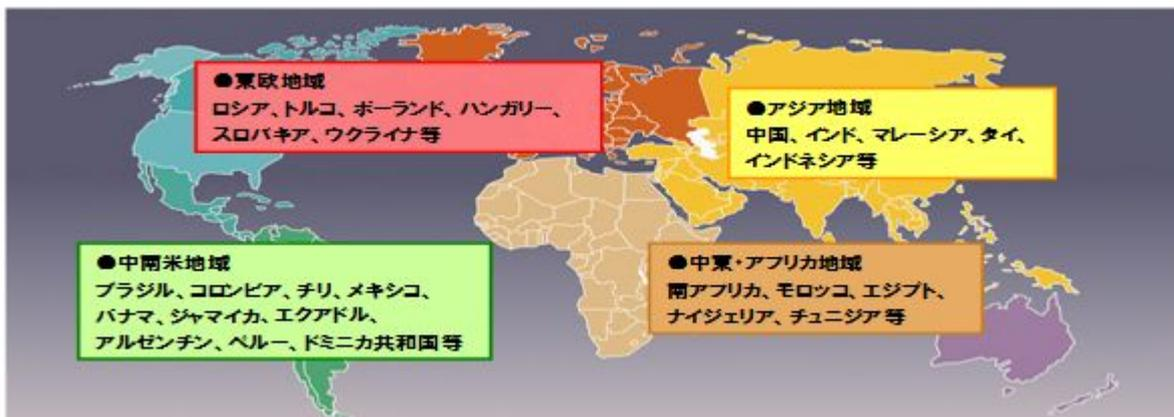 ●東欧地域
ロシア、トルコ、ポーランド、ハンガリー、
スロバキア、ウクライナ等
●アジア地域
中国、インド、マレーシア、タイ、
インドネシア等
●中南米地域
ブラジル、コロンビア、チリ、メキシコ、
パナマ、ジャマイカ、エクアドル、
アルゼンチン、ペルー、ドミニカ共和国等
●中東・アフリカ地域
南アフリカ、モロッコ、エジプト、
ナイジェリア、チュニジア等